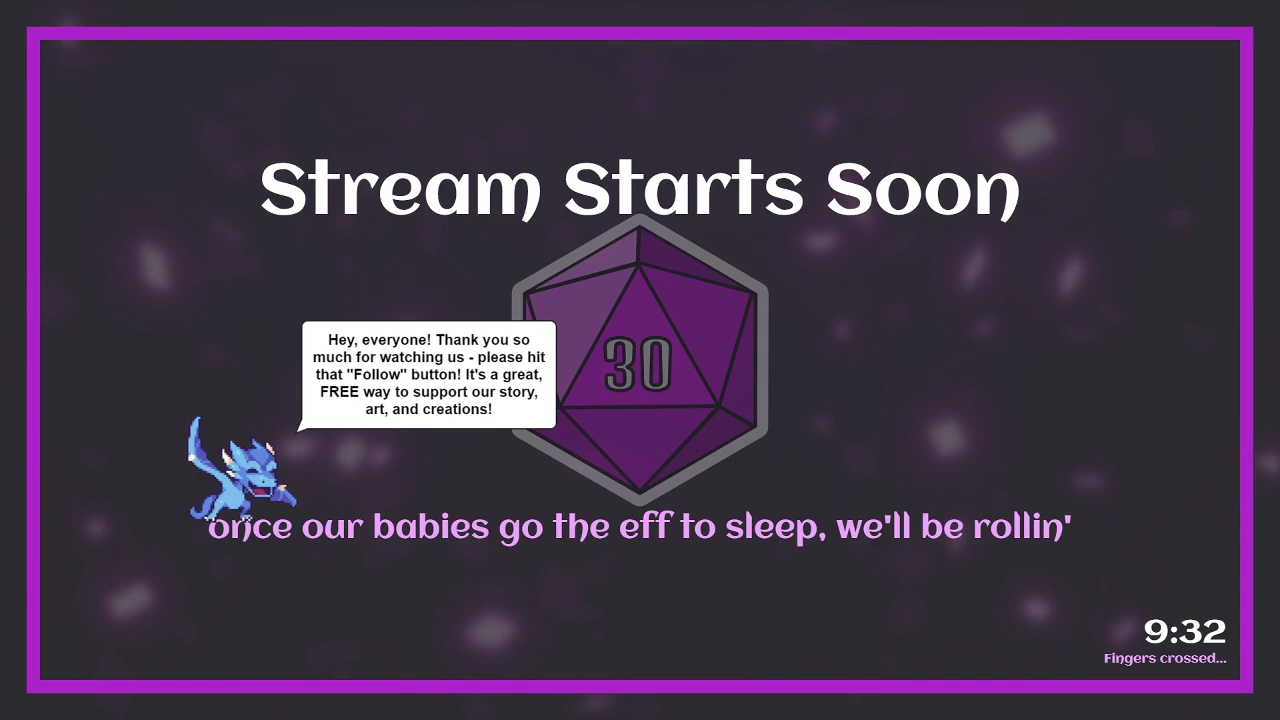 Stream Starts Soon
30
Hey, everyone! Thank you so
much for watching us - please hit
that "Follow" button! It's a great,
FREE way to support our story,
art, and creations!
once our babies go the eff to sleep, we'll be rollin'
9:32
Fingers crossed...